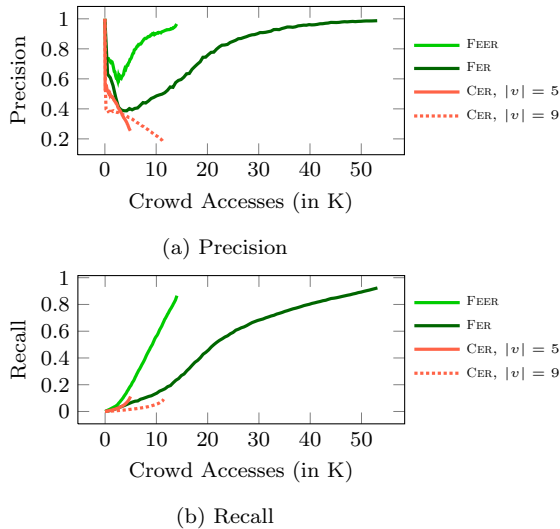 1
0.8
0.6
0.4
0.2
Precision
0 10 20 30 40 50
Crowd Accesses (in K)
FEER
FER
CER, |v| = 5
CER, |v| = 9
(a) Precision
1
0.8
0.6
0.4
0.2
0
Recall
0 10 20 30 40 50
Crowd Accesses (in K)
FEER
FER
CER, |v| = 5
CER, |v| = 9
(b) Recall